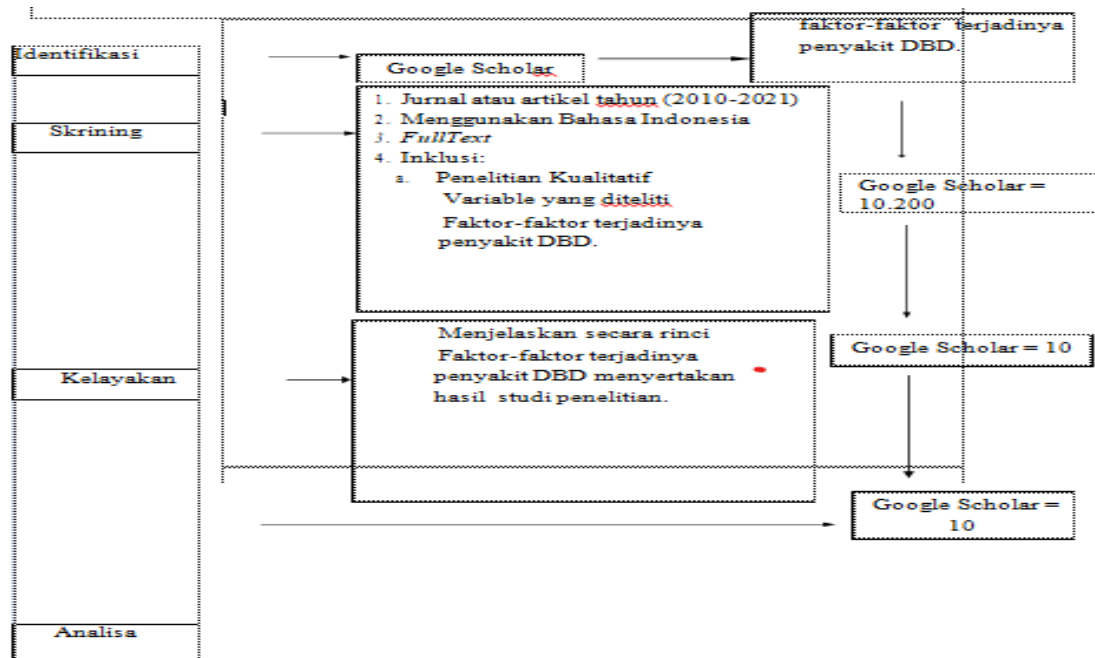 faktor-faktor terjadinya
penyakit DBD.
Identifikasi
Google Scholar
1. Jurnal atau artikel tahun (2010-2021)
2. Menggunakan Bahasa Indonesia
3. FullText
4. Inklusi:
a. Penelitian Kualitatif
Variable yang diteliti
Faktor-faktor terjadinya
penyakit DBD.
Skrining
Google Scholar =
10.200
Menjelaskan secara rinci
Faktor-faktor terjadinya
penyakit DBD menyertakan
hasil studi penelitian.
Google Scholar = 10
Kelayakan
Google Scholar =
10
Analisa